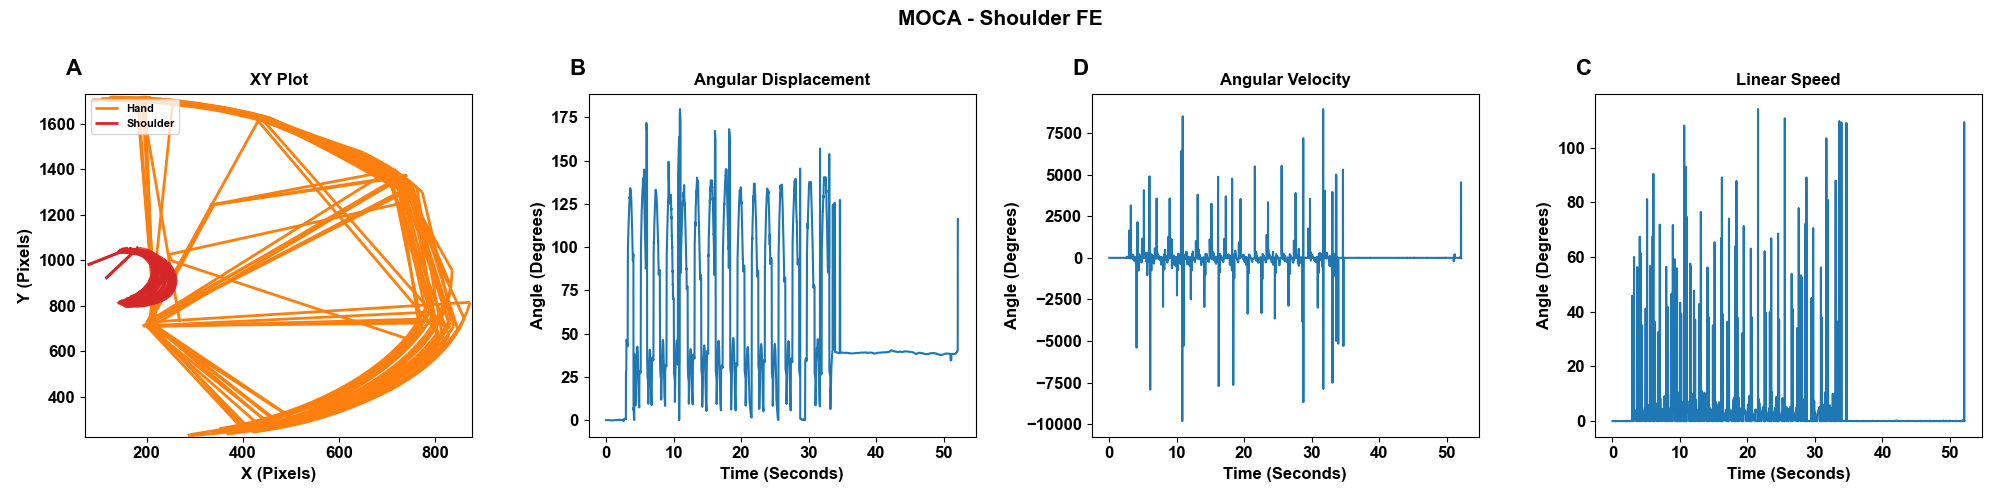 MOCA - Shoulder FE
A
XY Plot
Hand
Shoulder
1600
1400
1200
1000
800
600
400
200
400
600
800
Y (Pixels)
X (Pixels)
B
Angular Displacement
175
150
125
100
75
50
25
0
0
10
20
30
40
50
Angle (Degrees)
Time (Seconds)
D
Angular Velocity
7500
5000
2500
0
−2500
−5000
−7500
−10000
0
10
20
30
40
50
Angle (Degrees)
Time (Seconds)
C
Linear Speed
100
80
60
40
20
0
0
10
20
30
40
50
Angle (Degrees)
Time (Seconds)